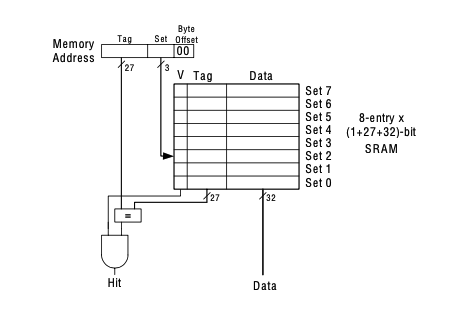 Memory
Address
Tag
Set
Byte
Offset
00
27
3
V
Tag
Data
Set 7
Set 6
Set 5
Set 4
Set 3
Set 2
Set 1
Set 0
8-entry x
(1+27+32)-bit
SRAM
27
32
=
Hit
Data